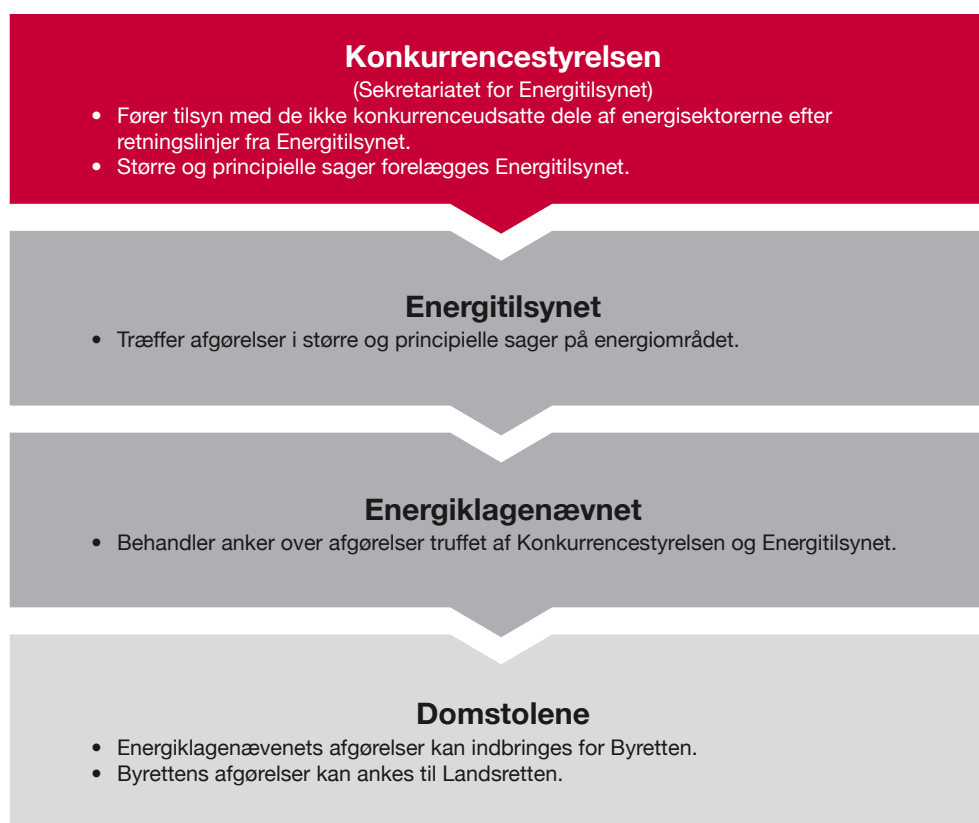 Konkurrencestyrelsen
(Sekretariatet for Energitilsynet)
• Fører tilsyn med de ikke konkurrenceudsatte dele af energisektorerne efter
retningslinjer fra Energitilsynet.
• Større og principielle sager forelægges Energitilsynet.
Energitilsynet
• Træffer afgørelser i større og principielle sager på energiområdet.
Energiklagenævnet
• Behandler anker over afgørelser truffet af Konkurrencestyrelsen og Energitilsynet.
Domstolene
• Energiklagenævenets afgørelser kan indbringes for Byretten.
• Byrettens afgørelser kan ankes til Landsretten.